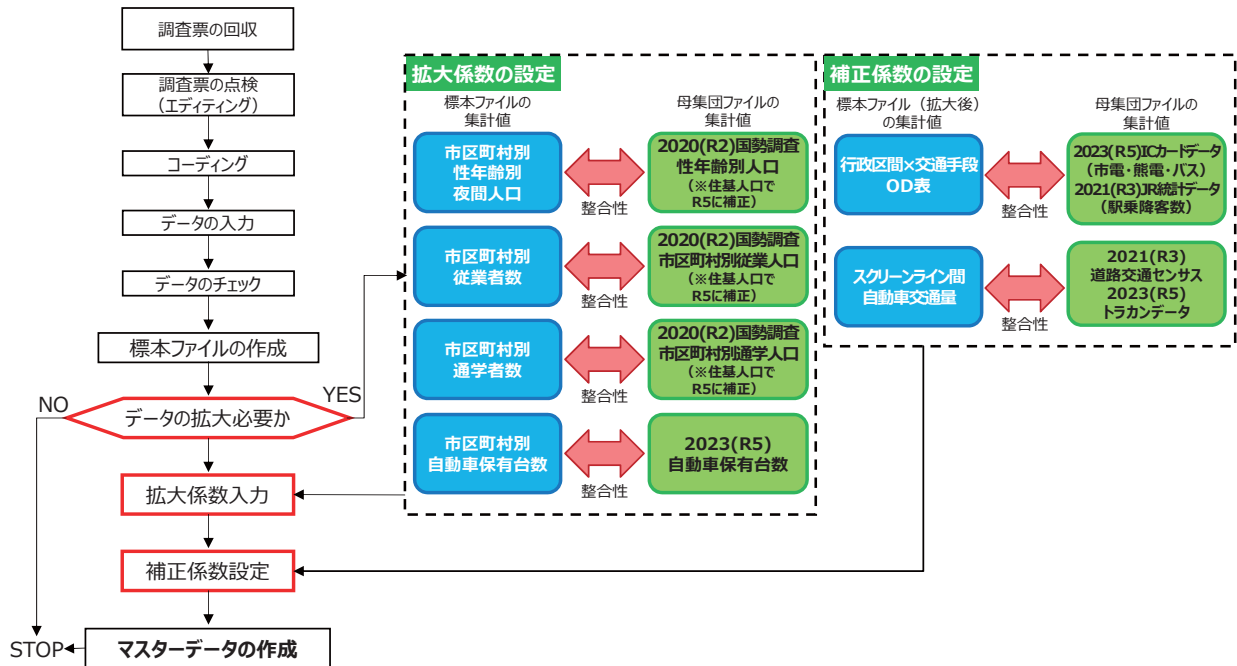 調査票の回収
調査票の点検
（エディティング）
コーディング
データの入力
データのチェック
標本ファイルの作成
NO
YES
データの拡大必要か
拡大係数入力
補正係数設定
STOP
マスターデータの作成
拡大係数の設定
標本ファイルの
集計値
母集団ファイルの
集計値
市区町村別
性年齢別
夜間人口
整合性
2020(R2)国勢調査
性年齢別人口
（※住基人口で
R5に補正）
市区町村別
従業者数
整合性
2020(R2)国勢調査
市区町村別従業人口
（※住基人口で
R5に補正）
市区町村別
通学者数
整合性
2020(R2)国勢調査
市区町村別通学人口
（※住基人口で
R5に補正）
市区町村別
自動車保有台数
整合性
2023(R5)
自動車保有台数
補正係数の設定
標本ファイル（拡大後）
の集計値
母集団ファイルの
集計値
行政区間×交通手段
OD表
整合性
2023(R5)ICカードデータ
（市電・熊電・バス）
2021(R3)JR統計データ
（駅乗降客数）
スクリーンライン間
自動車交通量
整合性
2021(R3)
道路交通センサス
2023(R5)
トラカンデータ